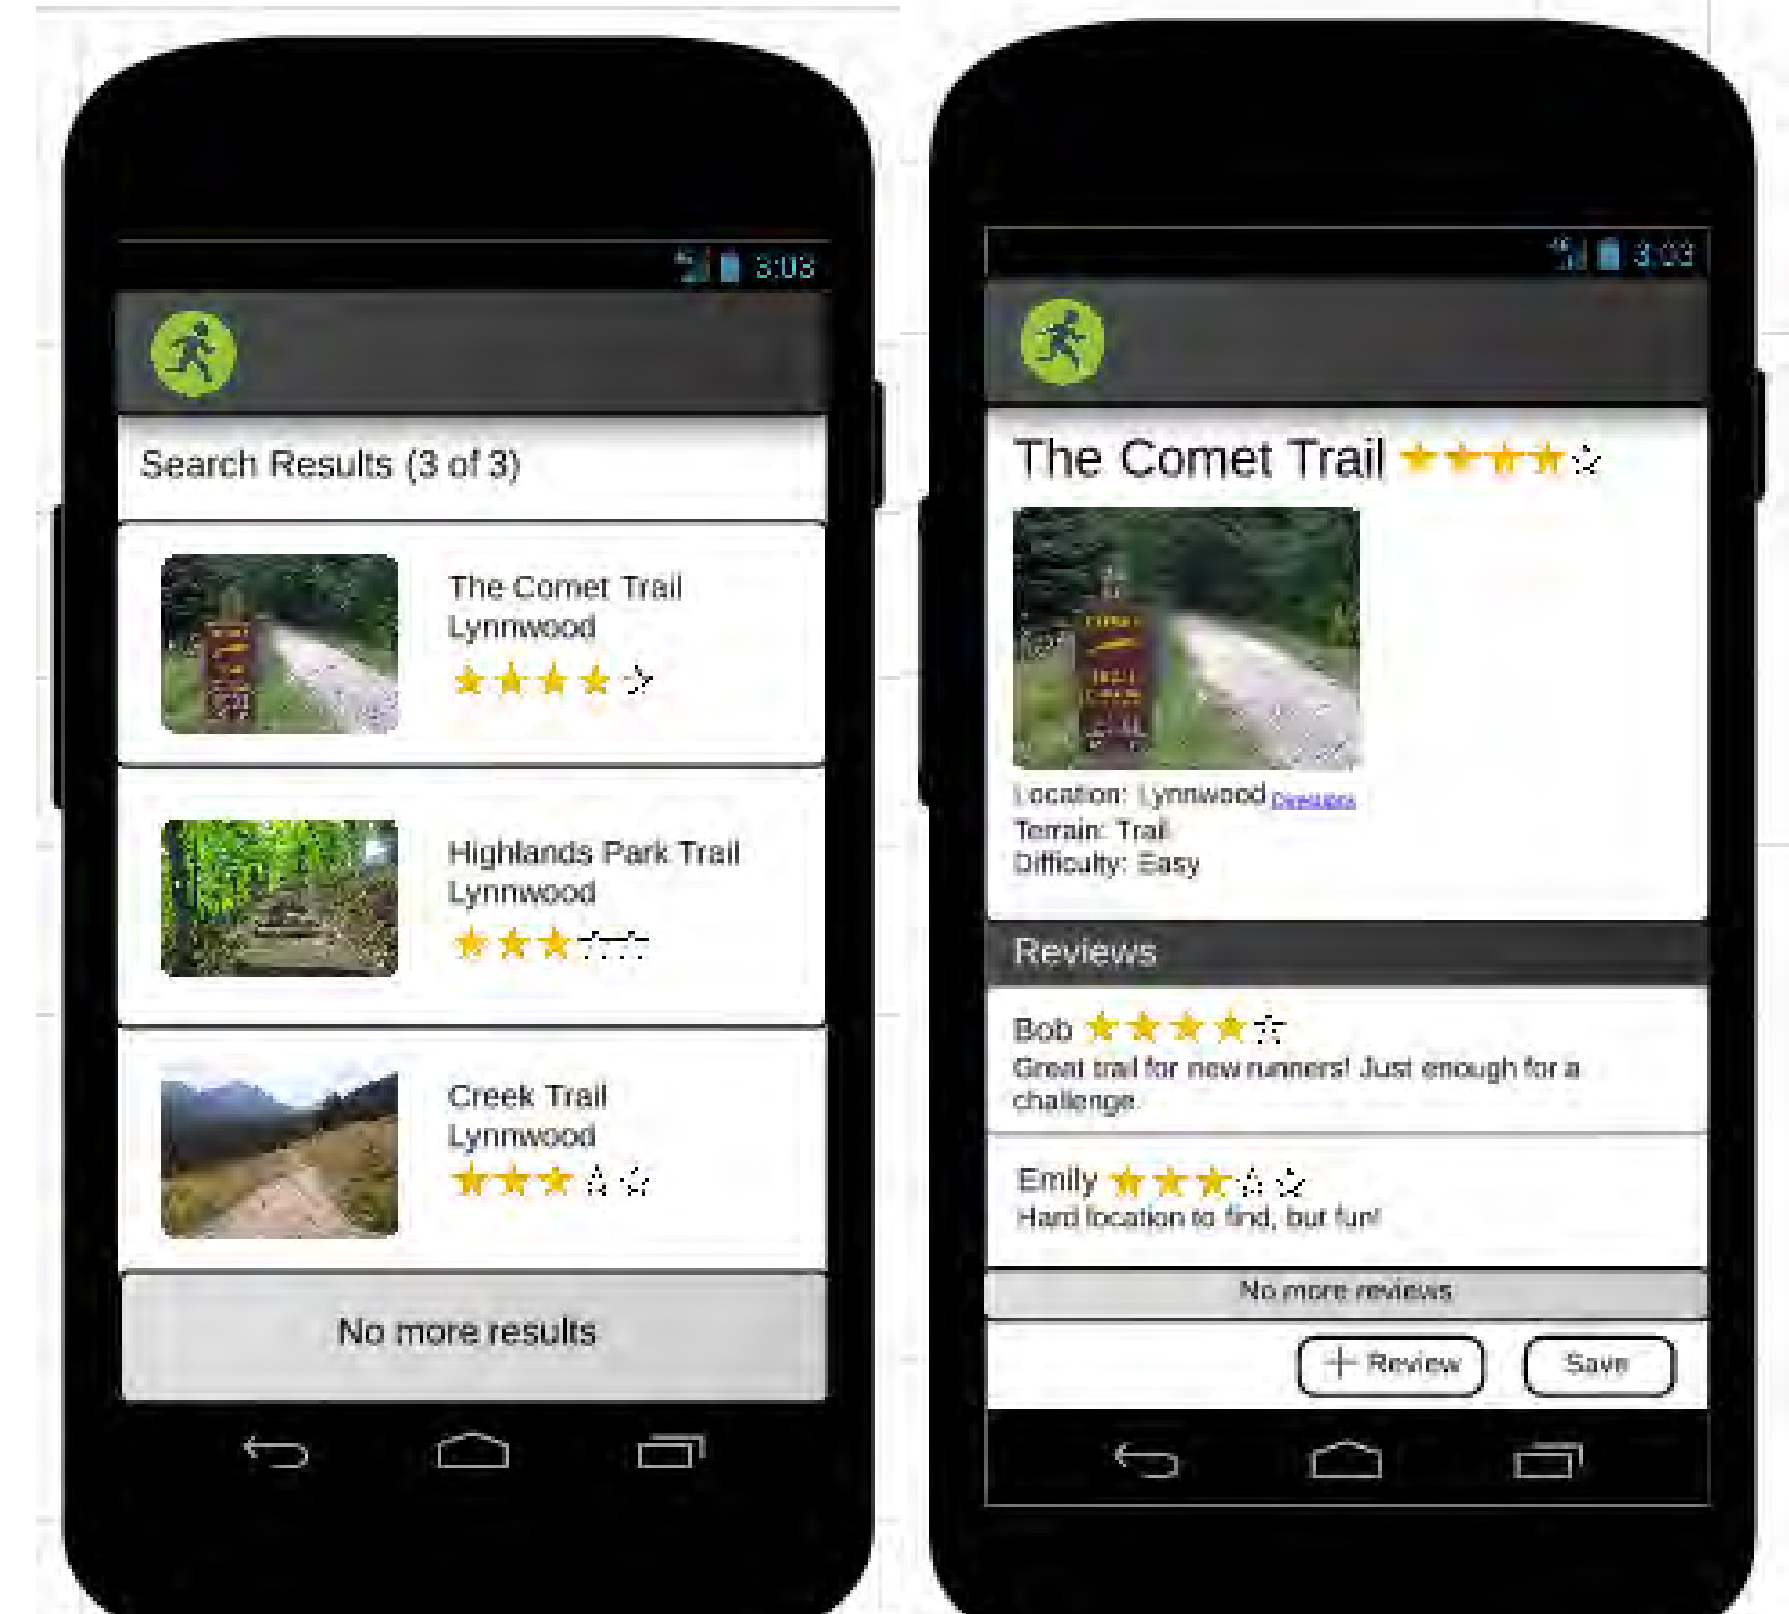 3:03
Search Results (3 of 3)
The Comet Trail
Lynnwood
Highlands Park Trail
Lynnwood
Creek Trail
Lynnwood
No more results
3:03
The Comet Trail
Location: Lynnwood Directions
Terrain: Trail
Difficulty: Easy
Reviews
Bob
Great trail for new runners! Just enough for a
challenge.
Emily
Hard location to find, but fun!
No more reviews
+ Review
Save